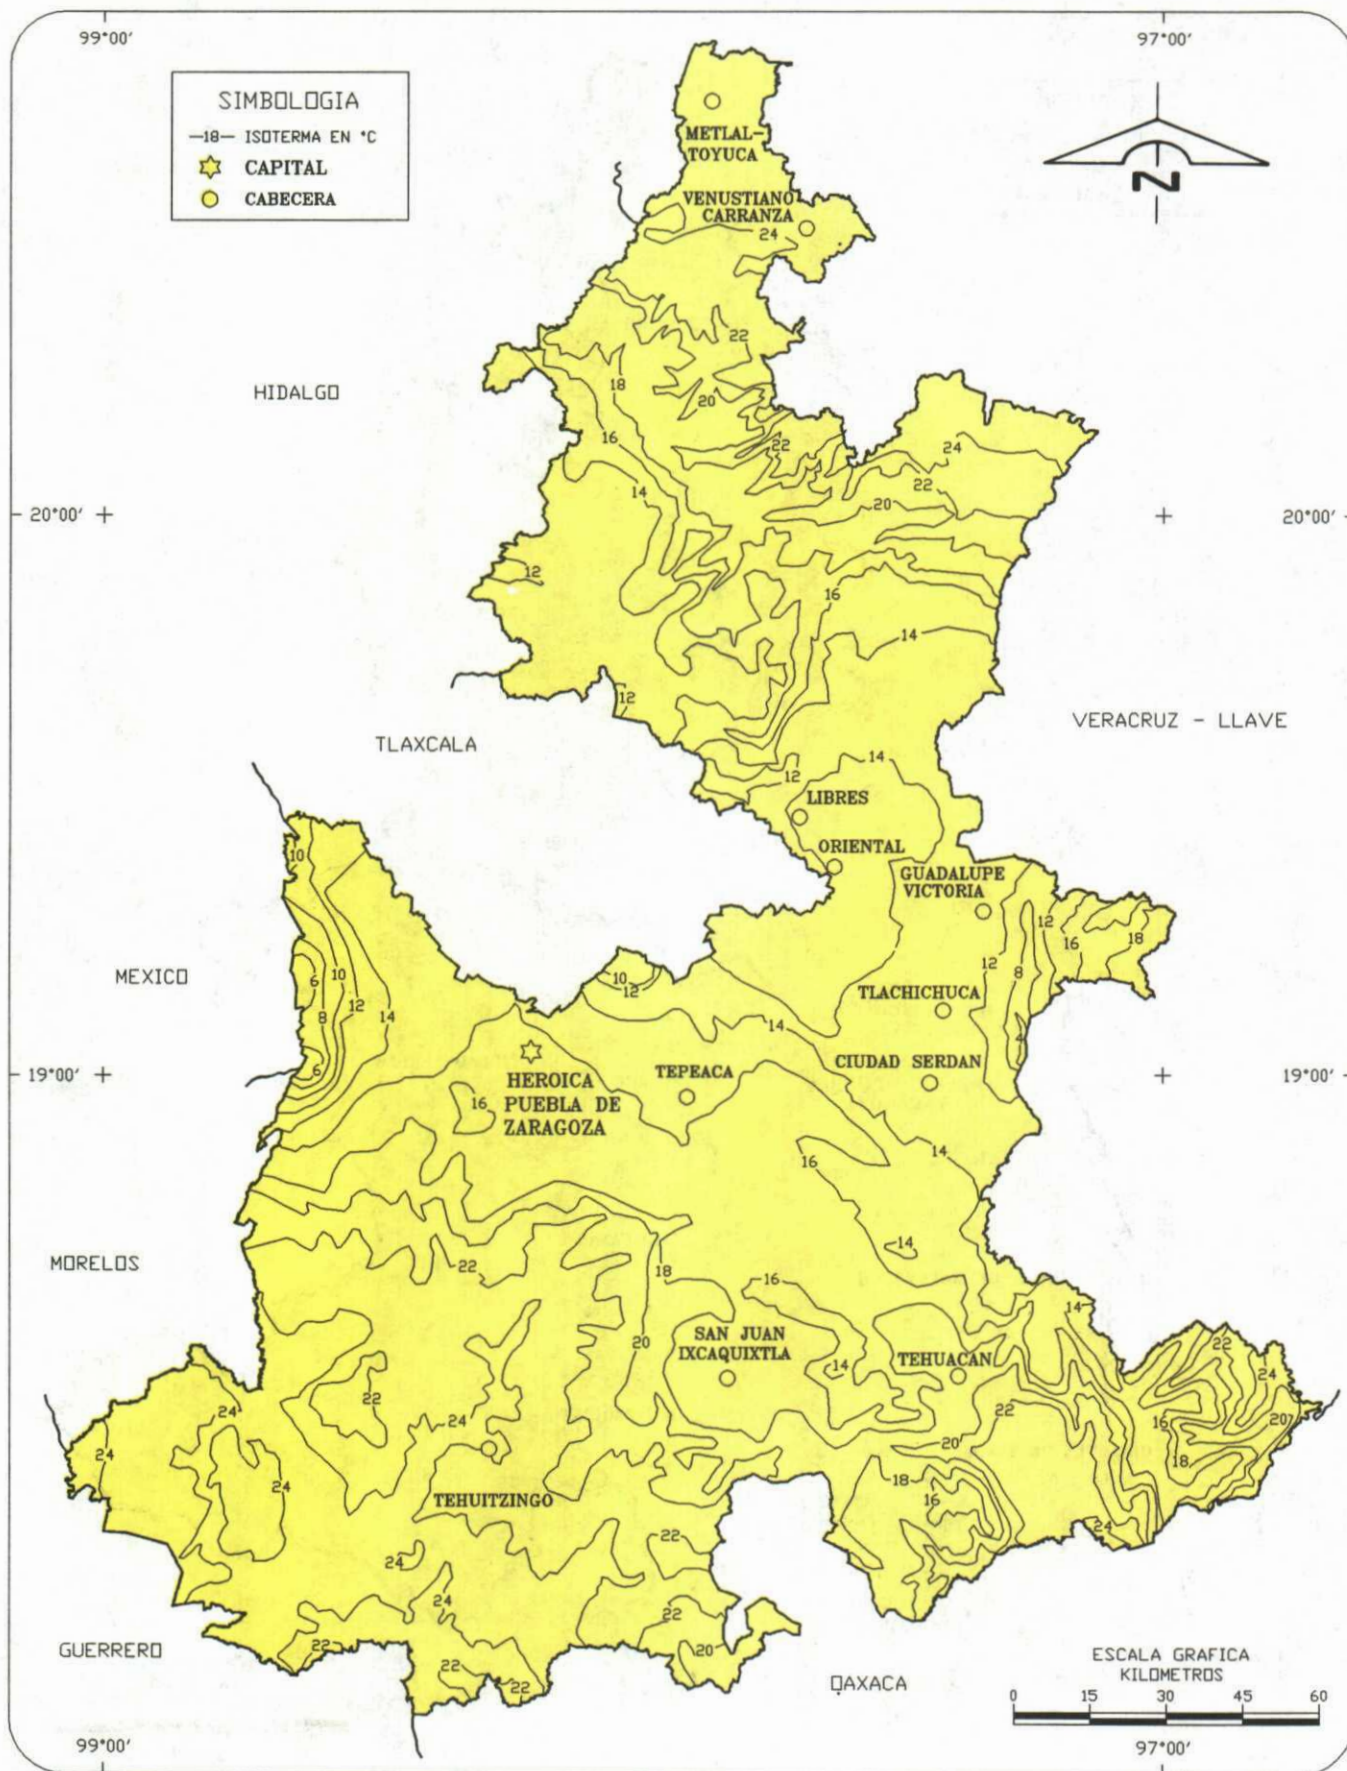 99°00'
97°00'
SIMBOLOGIA
—18— ISOTERMA EN °C
CAPITAL
CABECERA
N
METLAL-
TOYUCA
VENUSTIANO
CARRANZA
24
22
18
20
HIDALGO
16
22
24
14
22
20
20°00'
20°00'
12
16
14
12
VERACRUZ - LLAVE
TLAXCALA
14
12
LIBRES
ORIENTAL
10
GUADALUPE
VICTORIA
12
16
18
MEXICO
6
10
8
12
14
10
12
12
8
TLACHICHUCA
14
4
CIUDAD SERDAN
6
19°00'
19°00'
TEPEACA
HEROICA
PUEBLA DE
ZARAGOZA
16
14
16
14
MORELOS
22
18
16
14
20
SAN JUAN
IXCAQUIXTLA
14
TEHUACAN
22
24
22
24
24
22
16
20
24
20
18
24
18
16
TEHUITZINGO
24
22
24
24
22
22
20
GUERRERO
22
22
OAXACA
ESCALA GRAFICA
KILOMETROS
0 15 30 45 60
99°00'
97°00'